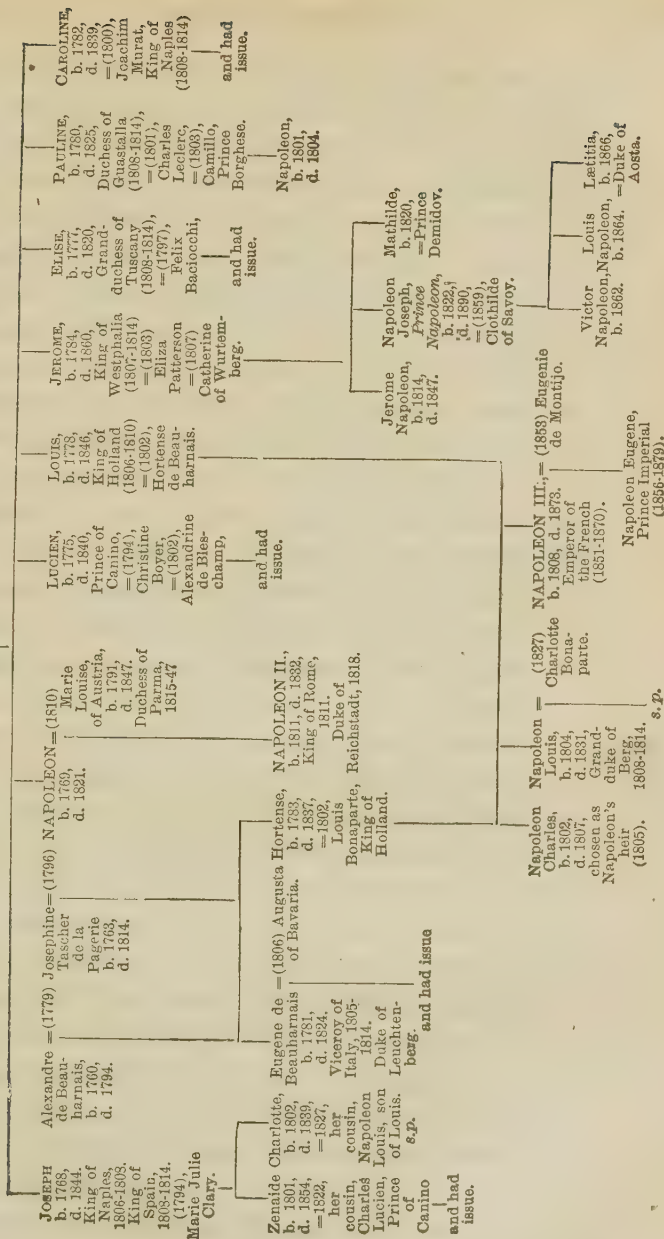 JOSEPH
b. 1768,
d. 1844.
King of
Naples,
1806-1808.
King of
Spain,
1808-1814.
(1794),
Marie Julie
Clary.
Zenaide
b. 1801,
d. 1854,
=1822,
her
cousin,
Charles
Lucien,
Prince
of
Canino
and had
issue.
Charlotte,
b. 1802,
d. 1839,
=1827,
her
cousin,
Napoleon
Louis, son
of Louis.
s.p.
Alexandre
de Beau-
harnais,
b. 1760,
d. 1794.
=(1779) Josephine=(1796)
Tascher
de la
Pagerie
b. 1763,
d. 1814.
Eugene de
Beauharnais
b. 1781,
d. 1824.
Viceroy of
Italy, 1805-
1814.
Duke of
Leuchten-
berg.
=(1806) Augusta
of Bavaria.
and had issue
Hortense,
b. 1783,
d. 1837,
=1802,
Louis
Bonaparte,
King of
Holland.
NAPOLEON=(1810)
b. 1769,
d. 1821.
Marie
Louise,
of Austria,
b. 1791,
d. 1847.
Duchess of
Parma,
1815-47
NAPOLEON II.,
b. 1811, d. 1832,
King of Rome,
1811.
Duke of
Reichstadt, 1818.
LUCIEN,
b. 1775,
d. 1840,
Prince of
Canino,
=(1794),
Christine
Boyer,
=(1802),
Alexandrine
de Bles-
champ,
and had
issue.
LOUIS,
b. 1778,
d. 1846,
King of
Holland
(1806-1810)
=(1802),
Hortense
de Beau-
harnais.
Napoleon
Charles,
b. 1802,
d. 1807,
chosen as
Napoleon's
heir
(1805).
Napoleon
Louis,
b. 1804,
d. 1831,
Grand-
duke of
Berg,
1808-1814.
= (1827)
Charlotte
Bona-
parte.
s.p.
NAPOLEON III.,= (1853) Eugenie
b. 1808, d. 1873.
de Montijo.
Emperor of
the French
(1851-1870).
Napoleon Eugene,
Prince Imperial
(1856-1879).
JEROME,
b. 1784,
d. 1860,
King of
Westphalia
(1807-1814)
=(1803)
Eliza
Patterson
=(1807)
Catherine
of Wurtem-
berg.
Jerome
Napoleon,
b. 1814,
d. 1847.
Napoleon
Joseph,
Prince
Napoleon,
b. 1822,
d. 1890,
=(1859),
Clothilde
of Savoy.
Mathilde,
b. 1820,
=Prince
Demidov.
Victor
Napoleon,
b. 1862.
Louis
Napoleon,
b. 1864.
Lætitia,
b. 1866,
=Duke of
Aosta.
ELISE,
b. 1777,
d. 1820,
Grand-
duchess of
Tuscany
(1808-1814)
=(1797),
Felix
Baciocchi,
and had
issue.
PAULINE,
b. 1780,
d. 1825,
Duchess of
Guastalla
(1808-1814),
=(1801),
Charles
Leclerc,
=(1803),
Camillo,
Prince
Borghese.
Napoleon,
b. 1801,
d. 1804.
CAROLINE,
b. 1782,
d. 1839,
=(1800),
Joachim
Murat,
King of
Naples
(1808-1814)
and had
issue.